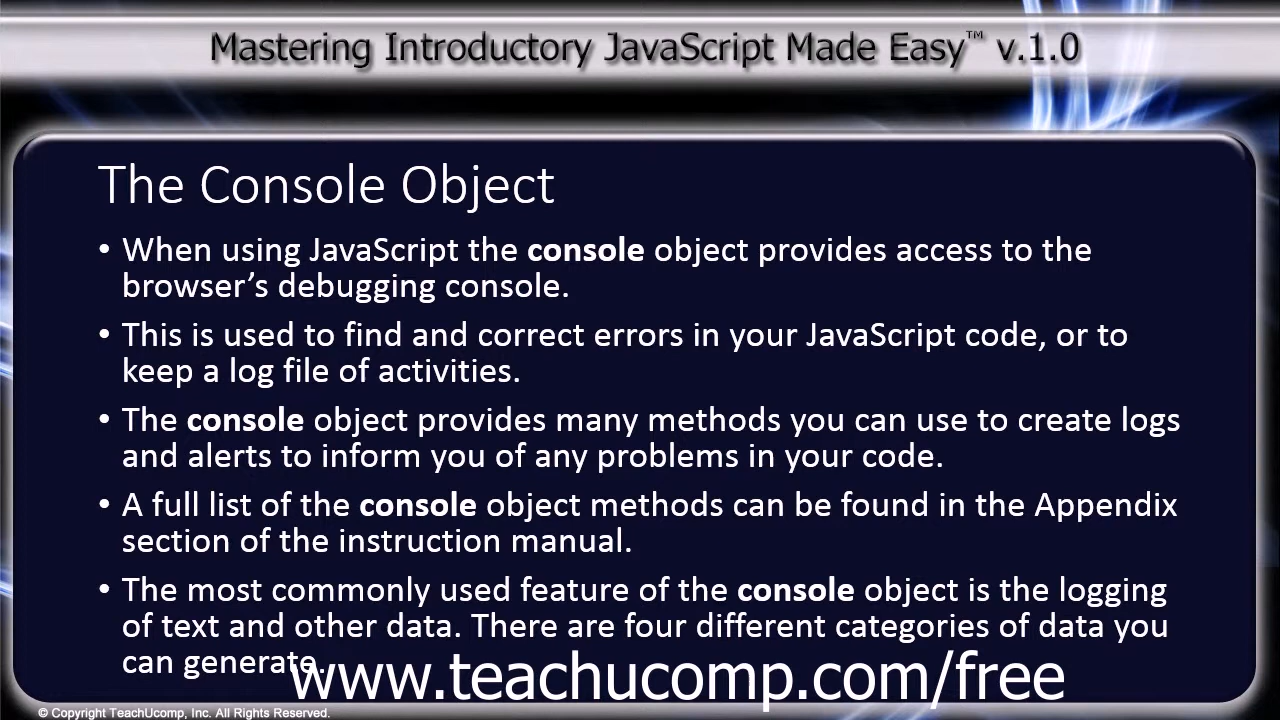 Mastering Introductory JavaScript Made Easy™ v.1.0
The Console Object
• When using JavaScript the console object provides access to the
browser’s debugging console.
• This is used to find and correct errors in your JavaScript code, or to
keep a log file of activities.
• The console object provides many methods you can use to create logs
and alerts to inform you of any problems in your code.
• A full list of the console object methods can be found in the Appendix
section of the instruction manual.
• The most commonly used feature of the console object is the logging
of text and other data. There are four different categories of data you
can generate.
www.teachucomp.com/free
© Copyright TeachUcomp, Inc. All Rights Reserved.